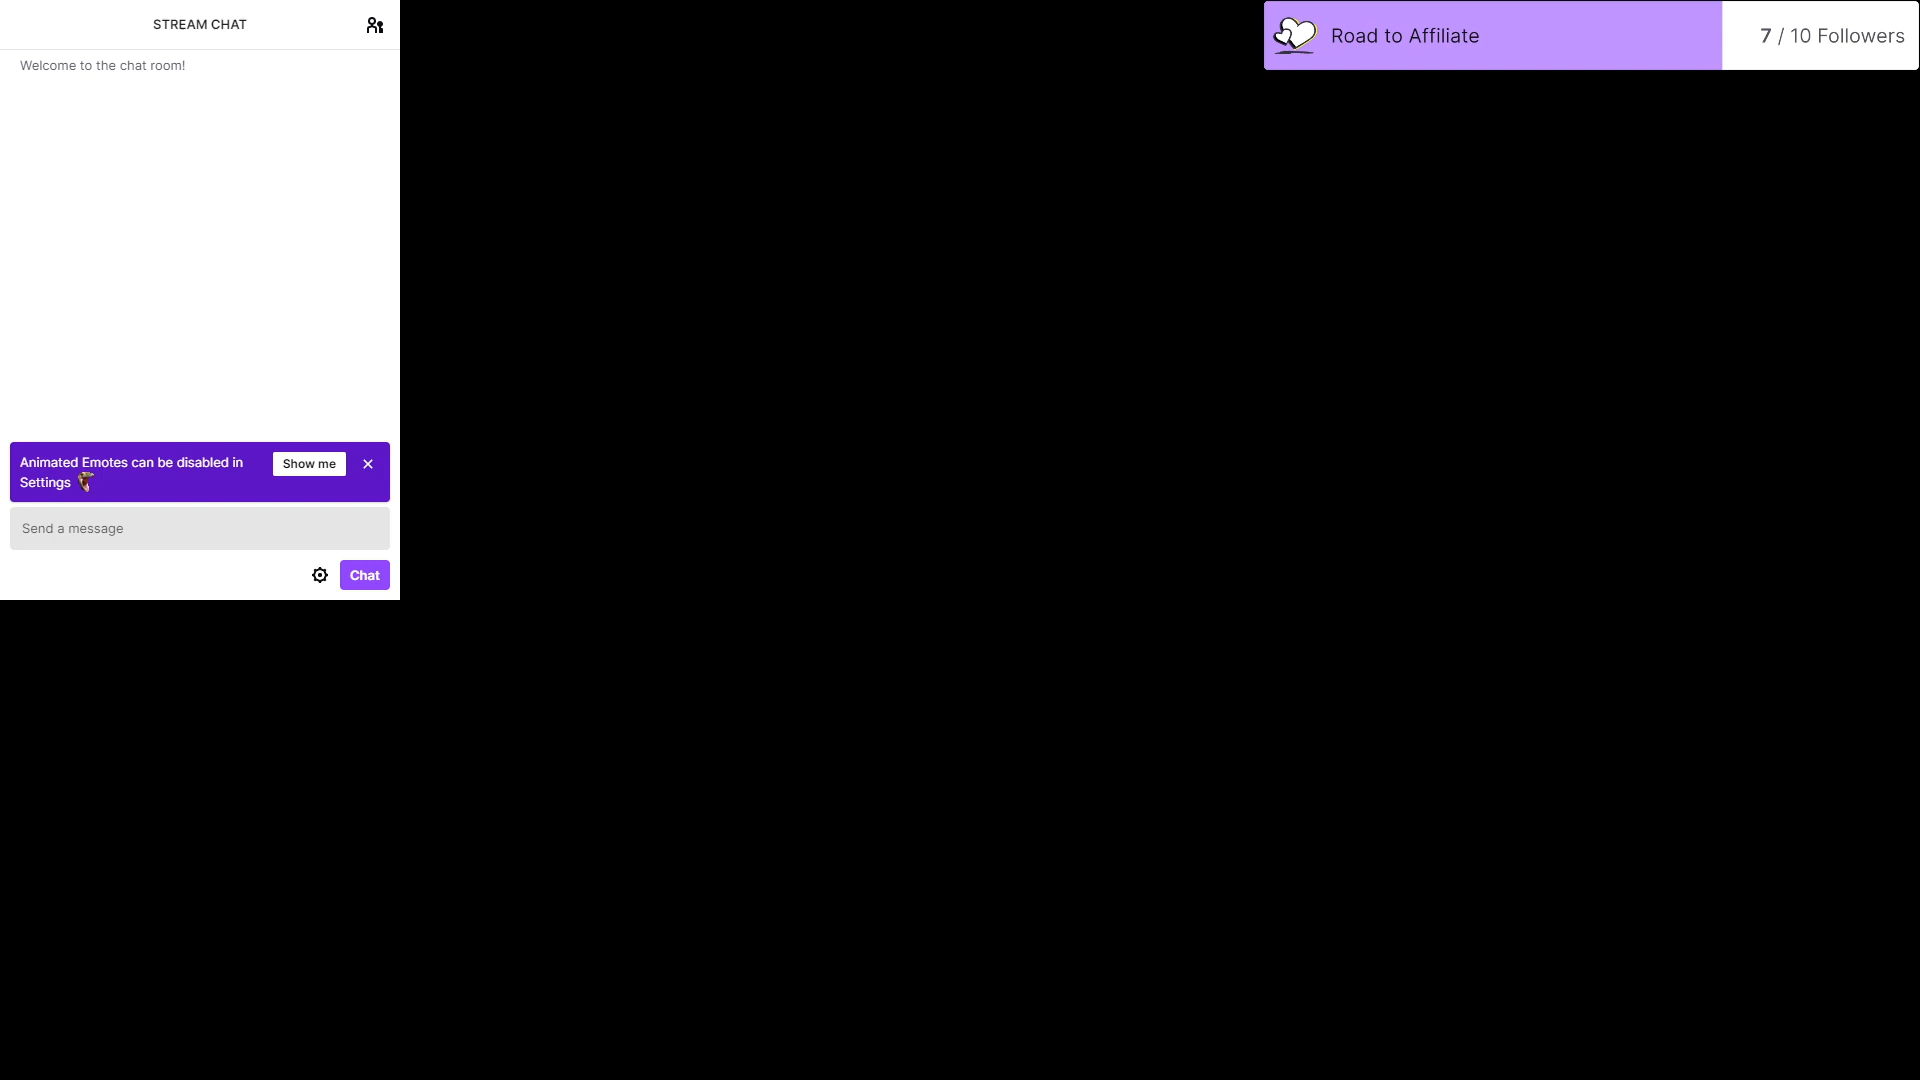 STREAM CHAT
Welcome to the chat room!
Animated Emotes can be disabled in
Settings
Show me
Send a message
Chat
Road to Affiliate
7 / 10 Followers